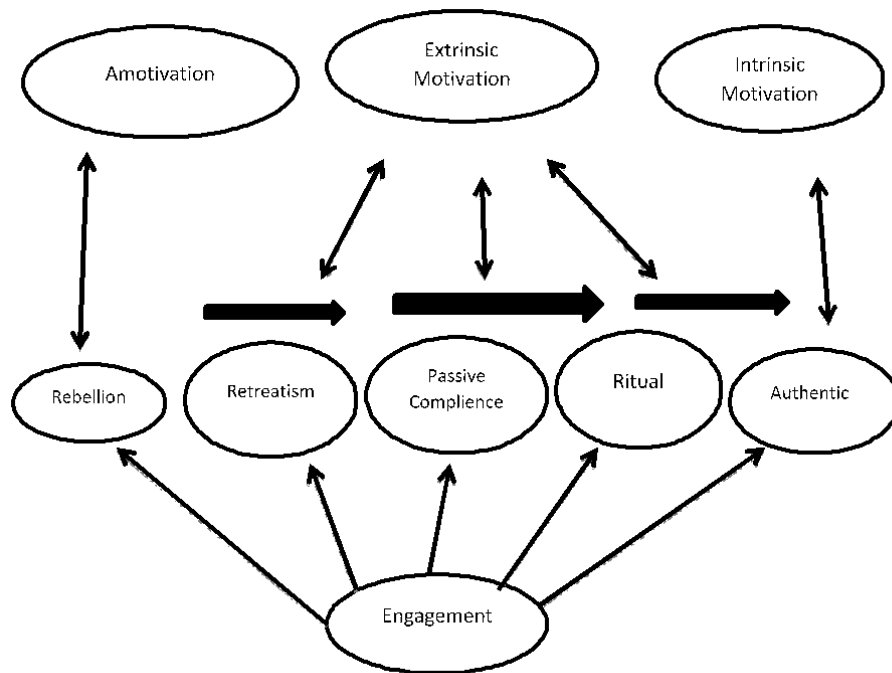 Amotivation
Extrinsic
Motivation
Intrinsic
Motivation
Rebellion
Retreatism
Passive
Complience
Ritual
Authentic
Engagement